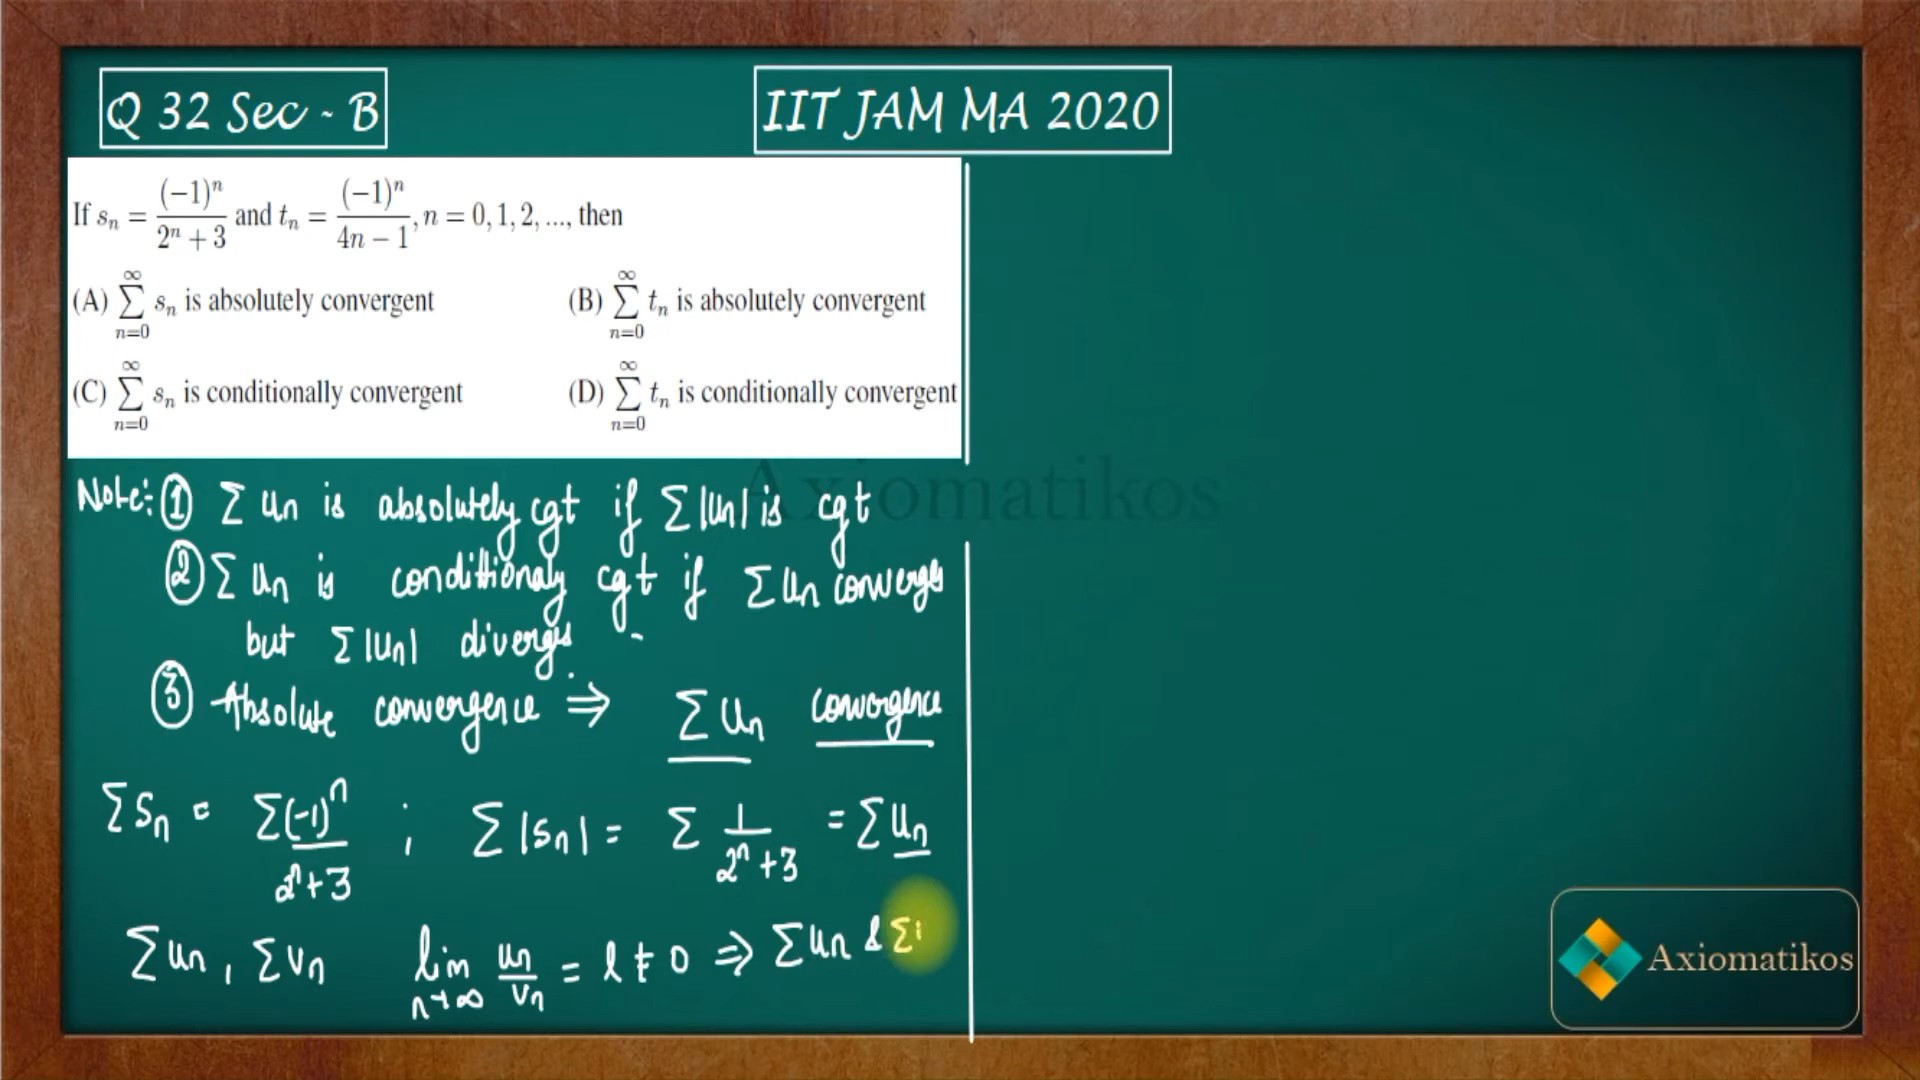 Q 32 Sec - B
IIT JAM MA 2020
If sₙ = (−1)ⁿ/(2ⁿ + 3) and tₙ = (−1)ⁿ/(4n − 1), n = 0, 1, 2, ..., then
(A) ∑_{n=0}^{∞} sₙ is absolutely convergent
(B) ∑_{n=0}^{∞} tₙ is absolutely convergent
(C) ∑_{n=0}^{∞} sₙ is conditionally convergent
(D) ∑_{n=0}^{∞} tₙ is conditionally convergent
Axiomatikos
Note: ① Σ uₙ is absolutely cgt if Σ|uₙ| is cgt
② Σ uₙ is conditionaly cgt if Σ uₙ converges
but Σ |uₙ| diverges
③ Absolute convergence ⇒ Σ uₙ convergence
Σ Sₙ = Σ (-1)ⁿ/(2ⁿ+3) ; Σ |Sₙ| = Σ 1/(2ⁿ+3) = Σ uₙ
Σ uₙ, Σ vₙ lim_{n→∞} uₙ/vₙ = l ≠ 0 ⇒ Σ uₙ & Σ
Axiomatikos